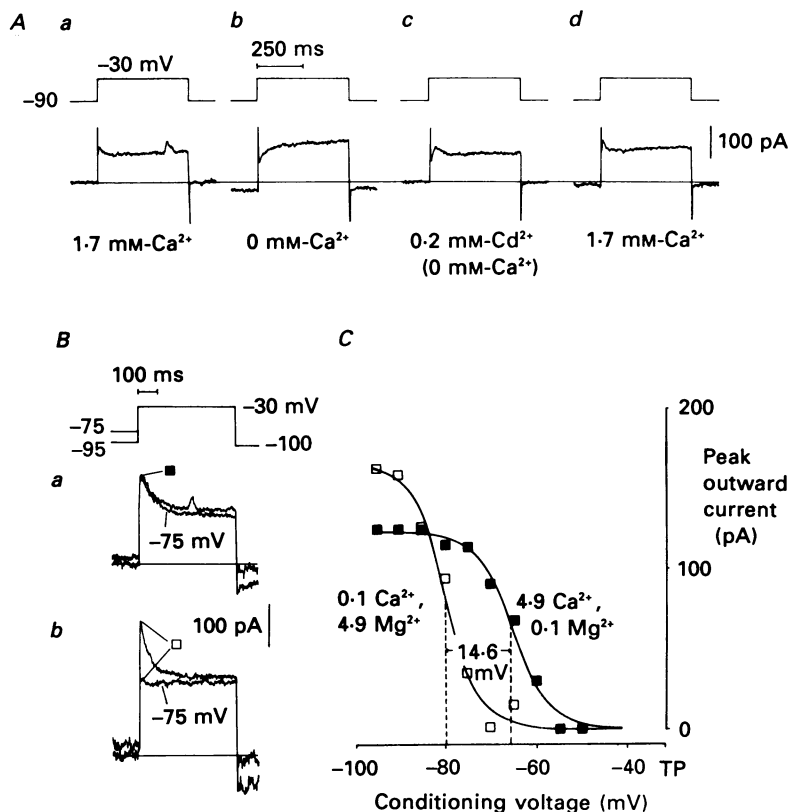 A a b c d
250 ms
−30 mV
−90
100 pA
1·7 mM-Ca²⁺ 0 mM-Ca²⁺ 0·2 mM-Cd²⁺ 1·7 mM-Ca²⁺
(0 mM-Ca²⁺)
B
100 ms
−30 mV
−75
−95
−100
a
−75 mV
b
100 pA
−75 mV
C
200
Peak
outward
current
(pA)
100
0·1 Ca²⁺,
4·9 Mg²⁺
4·9 Ca²⁺,
0·1 Mg²⁺
14·6
mV
0
−100 −80 −60 −40 TP
Conditioning voltage (mV)